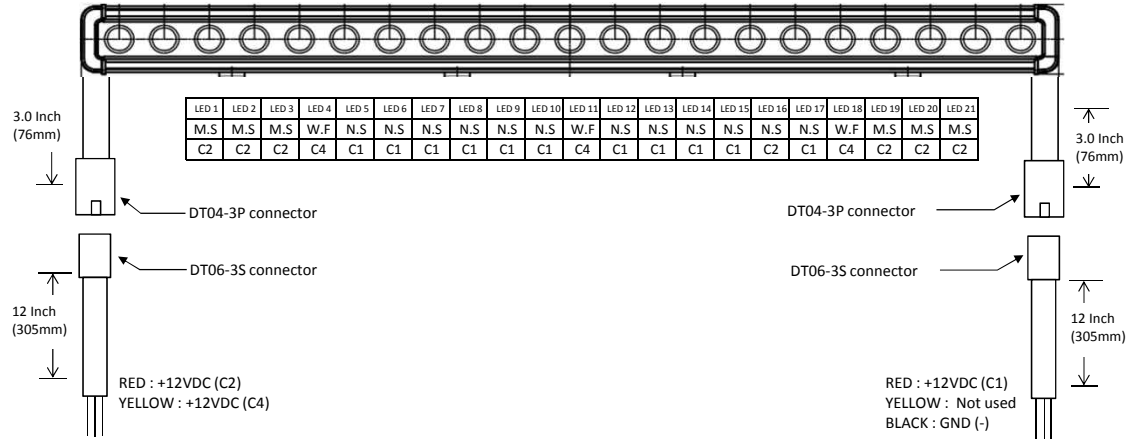 LED 1 LED 2 LED 3 LED 4 LED 5 LED 6 LED 7 LED 8 LED 9 LED 10 LED 11 LED 12 LED 13 LED 14 LED 15 LED 16 LED 17 LED 18 LED 19 LED 20 LED 21
M.S M.S M.S W.F N.S N.S N.S N.S N.S N.S W.F N.S N.S N.S N.S N.S N.S W.F M.S M.S M.S
C2 C2 C2 C4 C1 C1 C1 C1 C1 C1 C4 C1 C1 C1 C1 C2 C1 C4 C2 C2 C2
3.0 Inch
(76mm)
3.0 Inch
(76mm)
DT04-3P connector
DT04-3P connector
DT06-3S connector
DT06-3S connector
12 Inch
(305mm)
12 Inch
(305mm)
RED : +12VDC (C2)
YELLOW : +12VDC (C4)
RED : +12VDC (C1)
YELLOW : Not used
BLACK : GND (-)